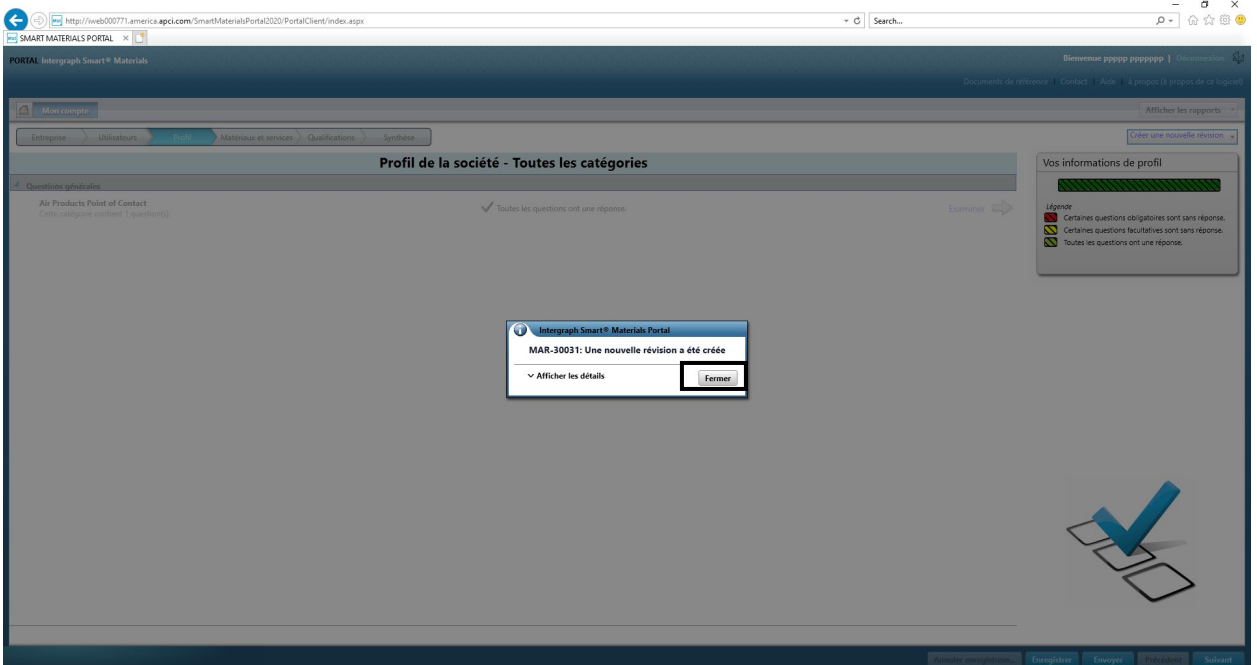 http://iweb000771.america.apci.com/SmartMaterialsPortal2020/PortalClient/index.aspx
Search...
SMART MATERIALS PORTAL
PORTAL Intergraph Smart® Materials
Bienvenue ppppp ppppppp | Déconnexion
Documents de référence | Contact | Aide | à propos (à propos de ce logiciel)
Mon compte
Afficher les rapports
Entreprise Utilisateurs Profil Matériaux et services Qualifications Synthèse
Créer une nouvelle révision
Profil de la société - Toutes les catégories
Vos informations de profil
Questions générales
Air Products Point of Contact
Cette catégorie contient 1 question(s).
Toutes les questions ont une réponse.
Examiner
Légende
Certaines questions obligatoires sont sans réponse.
Certaines questions facultatives sont sans réponse.
Toutes les questions ont une réponse.
Intergraph Smart® Materials Portal
MAR-30031: Une nouvelle révision a été créée
Afficher les détails
Fermer
Annuler enregistrem...
Enregistrer Envoyer Précédent Suivant